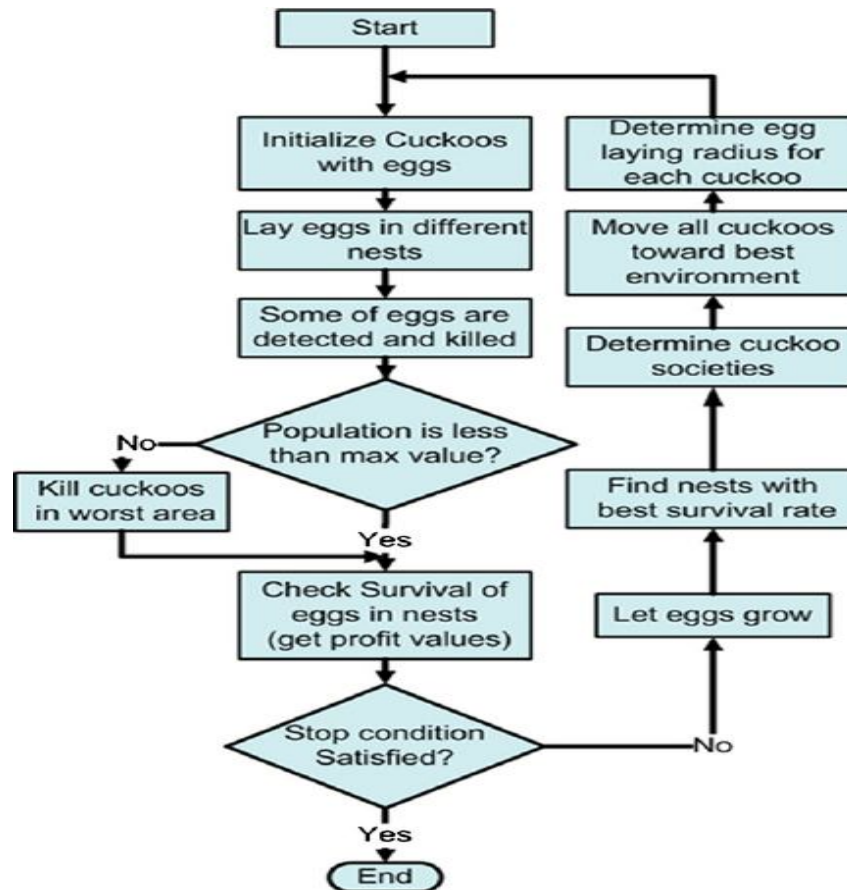 Start
Initialize Cuckoos
with eggs
Lay eggs in different
nests
Some of eggs are
detected and killed
Population is less
than max value?
No
Kill cuckoos
in worst area
Yes
Check Survival of
eggs in nests
(get profit values)
Stop condition
Satisfied?
No
Yes
End
Let eggs grow
Find nests with
best survival rate
Determine cuckoo
societies
Move all cuckoos
toward best
environment
Determine egg
laying radius for
each cuckoo